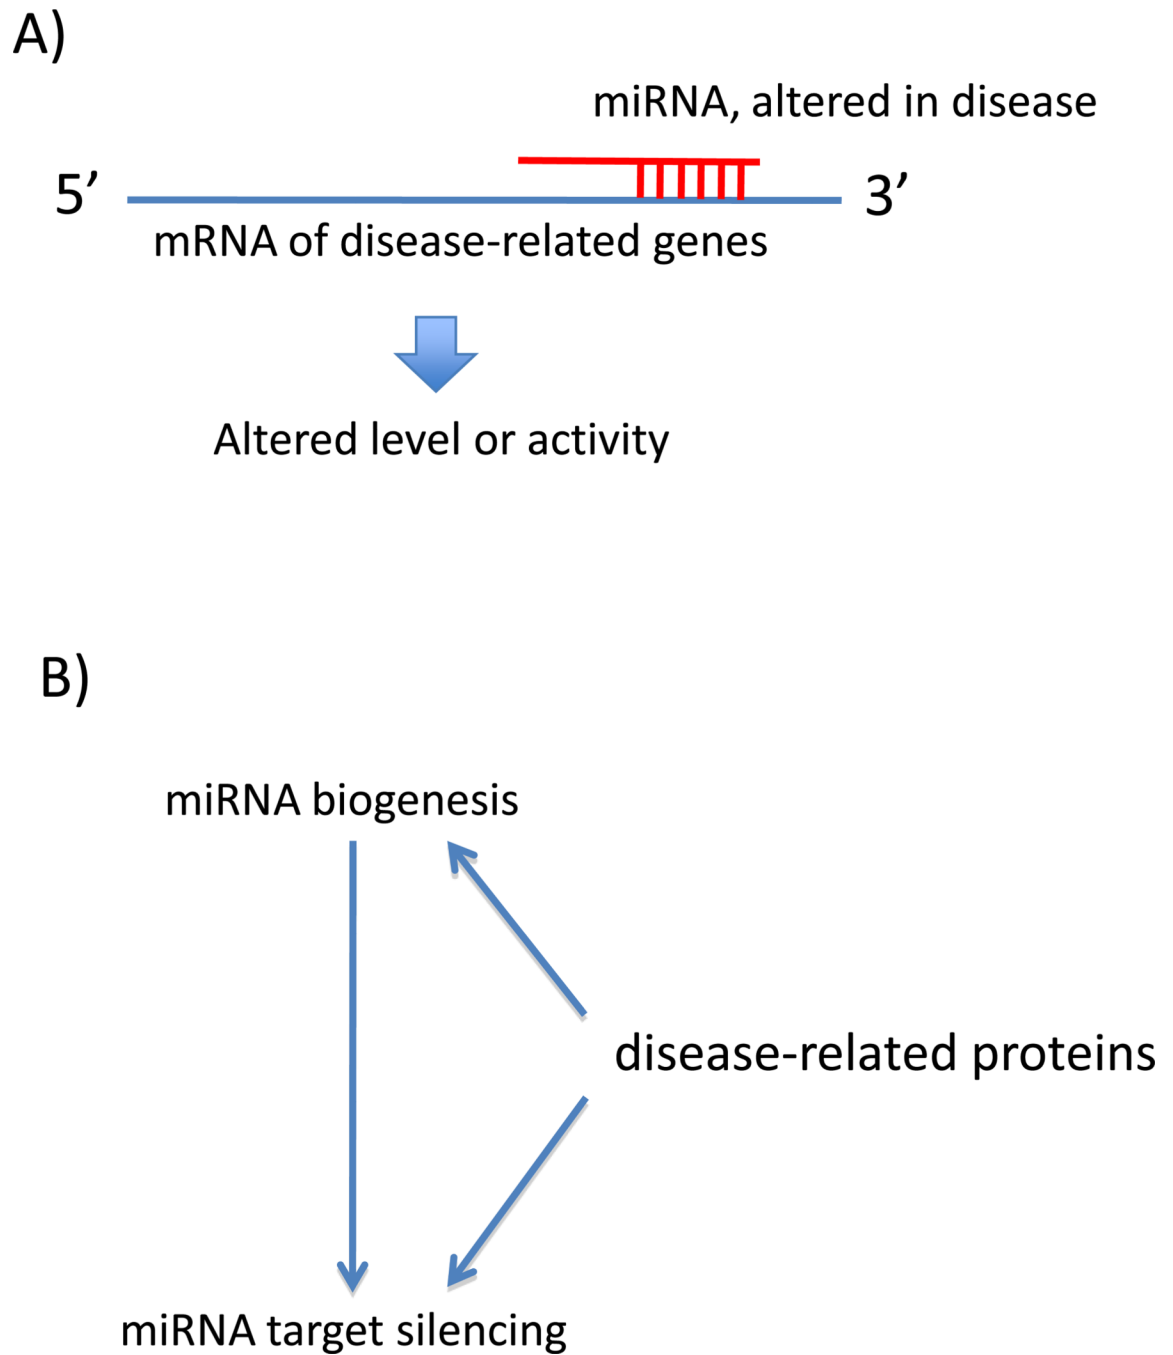 A)
miRNA, altered in disease
5’
3’
mRNA of disease-related genes
Altered level or activity
B)
miRNA biogenesis
disease-related proteins
miRNA target silencing